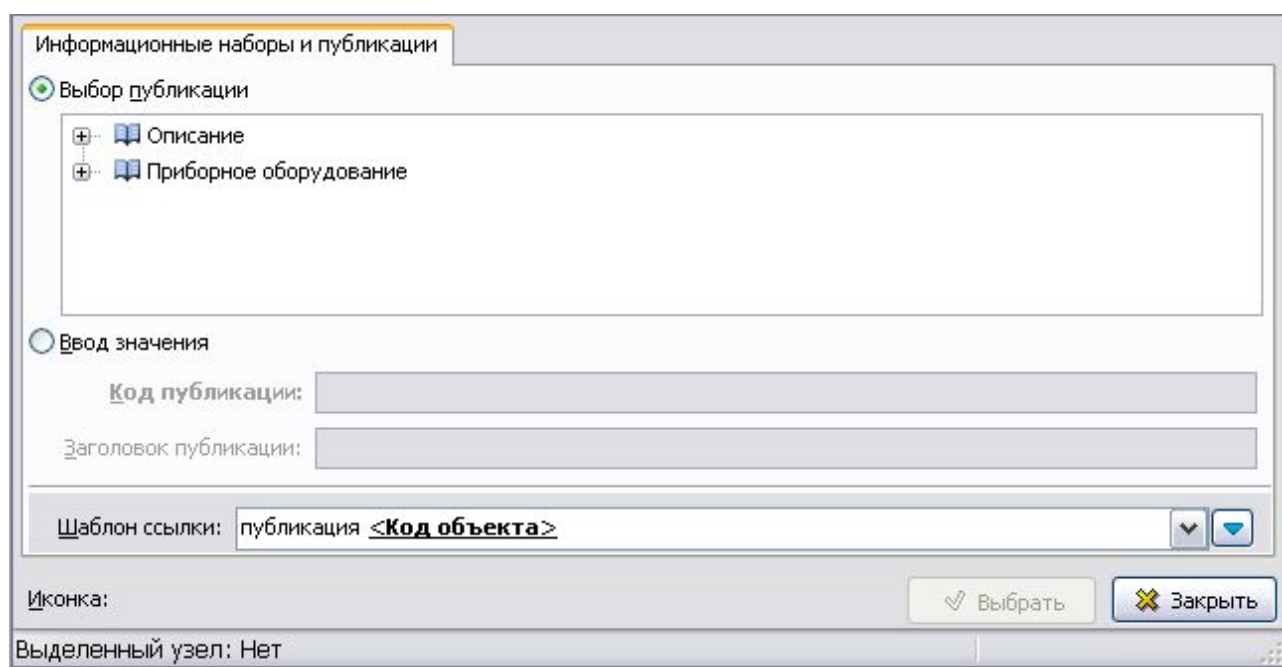 Информационные наборы и публикации
Выбор публикации
Описание
Приборное оборудование
Ввод значения
Код публикации:
Заголовок публикации:
Шаблон ссылки: публикация <Код объекта>
Иконка: Выбрать Закрыть
Выделенный узел: Нет